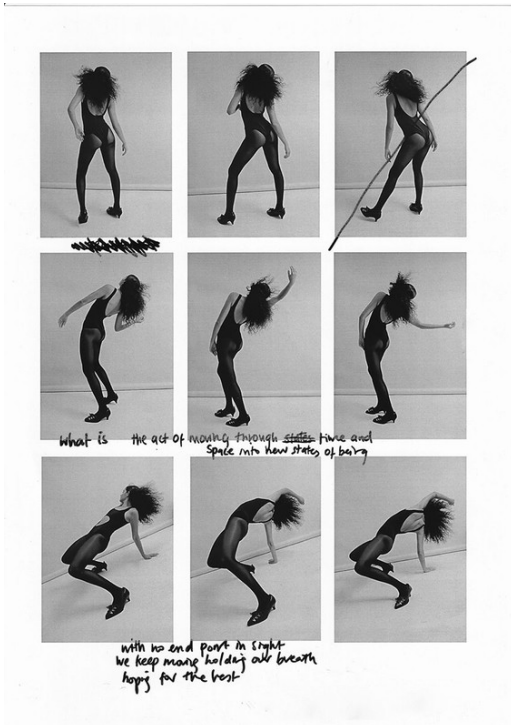 what is the act of moving through states time and
space into new states of being
with no end point in sight
we keep moving holding our breath
hoping for the best